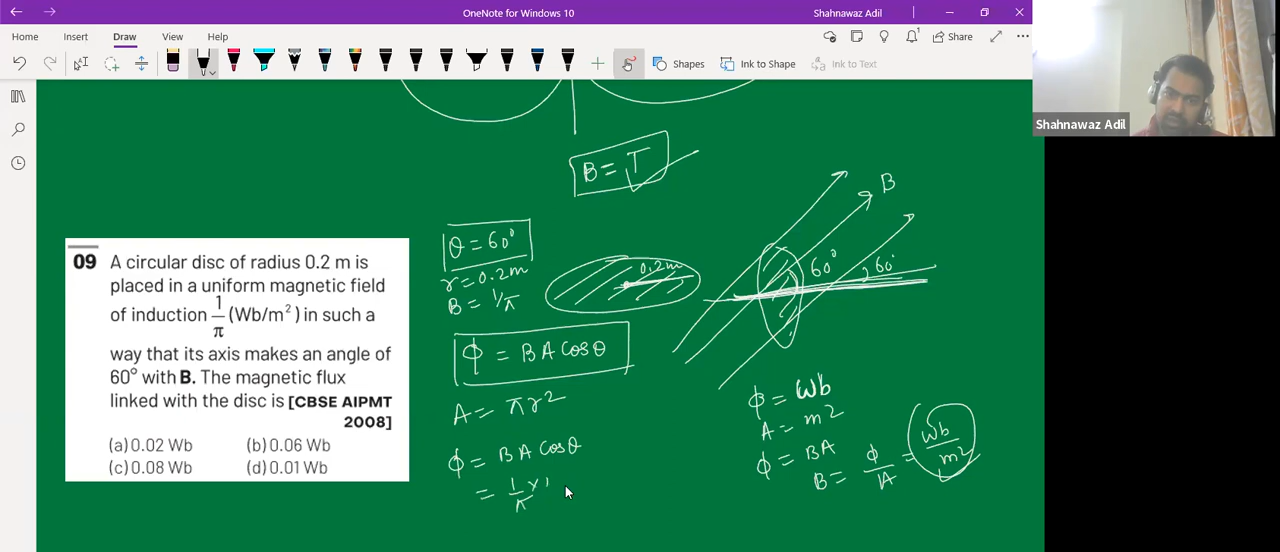 OneNote for Windows 10
Shahnawaz Adil
Home Insert Draw View Help
Share
Shapes Ink to Shape Ink to Text
Shahnawaz Adil
B = T
B
θ = 60°
r = 0.2m
B = 1/π
0.2m
60°
60°
Φ = BA Cosθ
A = πr2
Φ = BA Cosθ
= 1/π ×
Φ = Wb
A = m2
Φ = BA
B = Φ/A = Wb/m2
09 A circular disc of radius 0.2 m is
placed in a uniform magnetic field
of induction 1/π (Wb/m²) in such a
way that its axis makes an angle of
60° with B. The magnetic flux
linked with the disc is [CBSE AIPMT
2008]
(a) 0.02 Wb (b) 0.06 Wb
(c) 0.08 Wb (d) 0.01 Wb